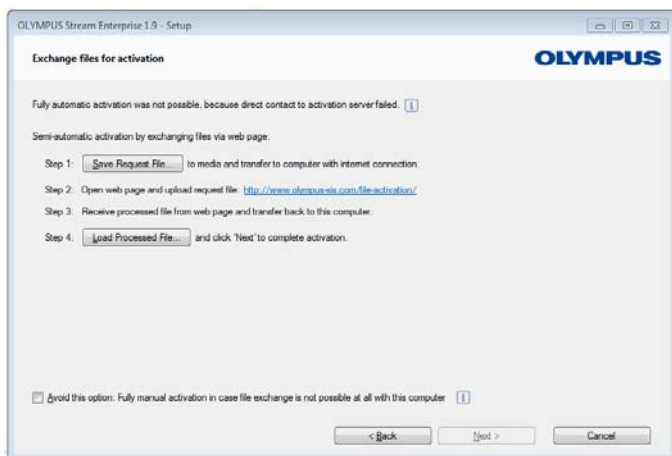 OLYMPUS Stream Enterprise 1.9 - Setup
Exchange files for activation
OLYMPUS
Fully automatic activation was not possible, because direct contact to activation server failed. i
Semi-automatic activation by exchanging files via web page:
Step 1: Save Request File... to media and transfer to computer with internet connection.
Step 2: Open web page and upload request file: http://www.olympus-sis.com/file-activation/
Step 3: Receive processed file from web page and transfer back to this computer.
Step 4: Load Processed File... and click 'Next' to complete activation.
Avoid this option: Fully manual activation in case file exchange is not possible at all with this computer i
< Back Next > Cancel